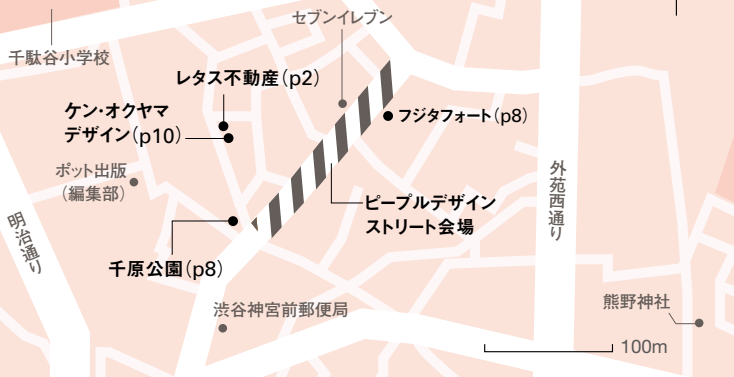 セブンイレブン
千駄谷小学校
レタス不動産（p2）
ケン・オクヤマ
デザイン（p10）
フジタフォート（p8）
ポット出版
（編集部）
外苑西通り
ピープルデザイン
ストリート会場
明治通り
千原公園（p8）
渋谷神宮前郵便局
熊野神社
100m